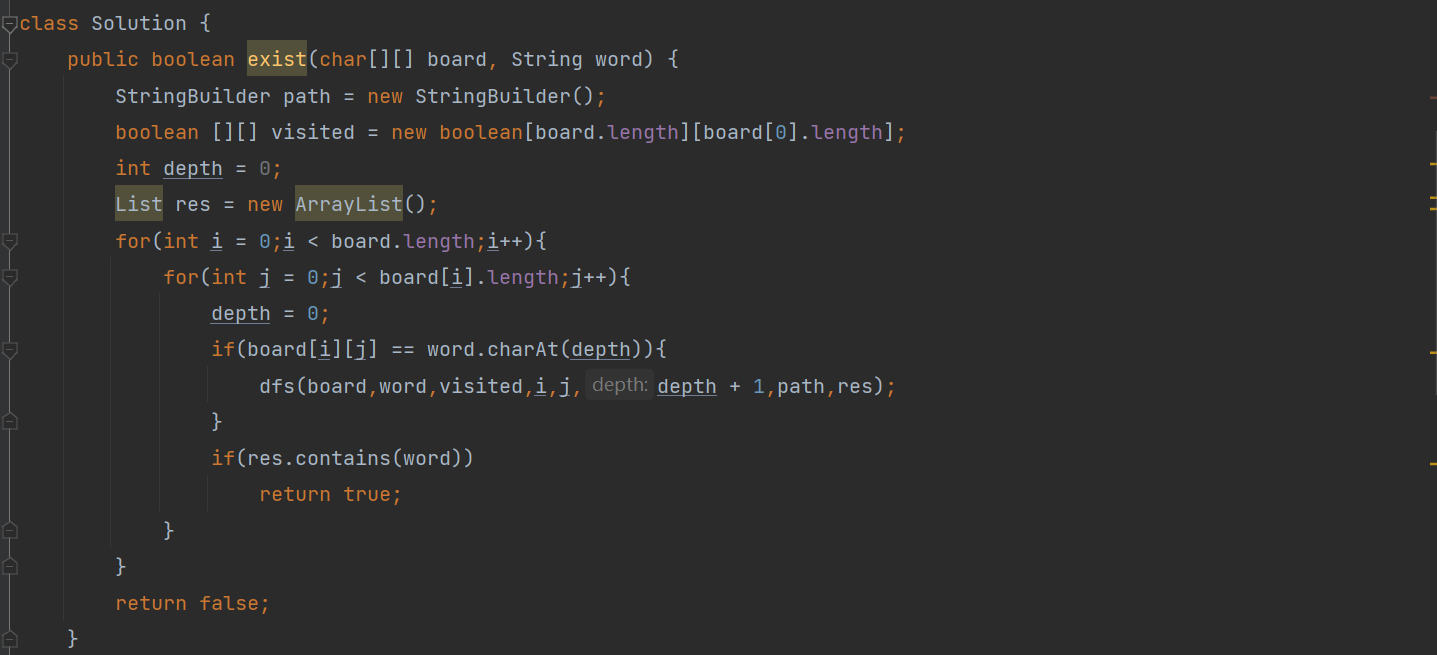 class Solution {
public boolean exist(char[][] board, String word) {
StringBuilder path = new StringBuilder();
boolean [][] visited = new boolean[board.length][board[0].length];
int depth = 0;
List res = new ArrayList();
for(int i = 0;i < board.length;i++){
for(int j = 0;j < board[i].length;j++){
depth = 0;
if(board[i][j] == word.charAt(depth)){
dfs(board,word,visited,i,j, depth: depth + 1,path,res);
}
if(res.contains(word))
return true;
}
}
return false;
}